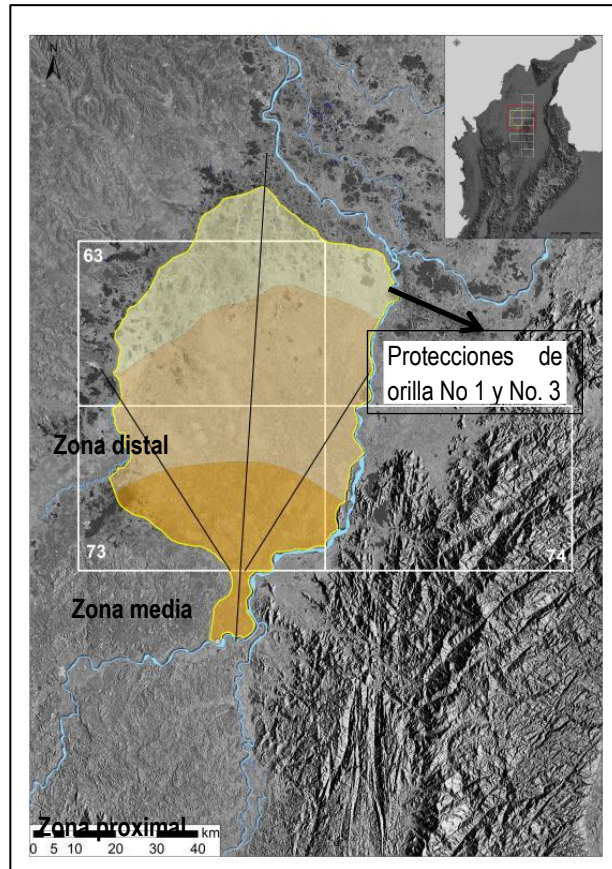 N
63
Protecciones de
orilla No 1 y No. 3
Zona distal
73
74
Zona media
Zona proximal
km
0 5 10 20 30 40